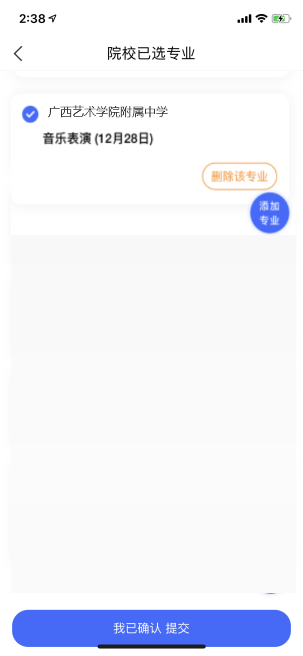 2:38
院校已选专业
广西艺术学院附属中学
音乐表演 (12月28日)
删除该专业
添加
专业
我已确认 提交